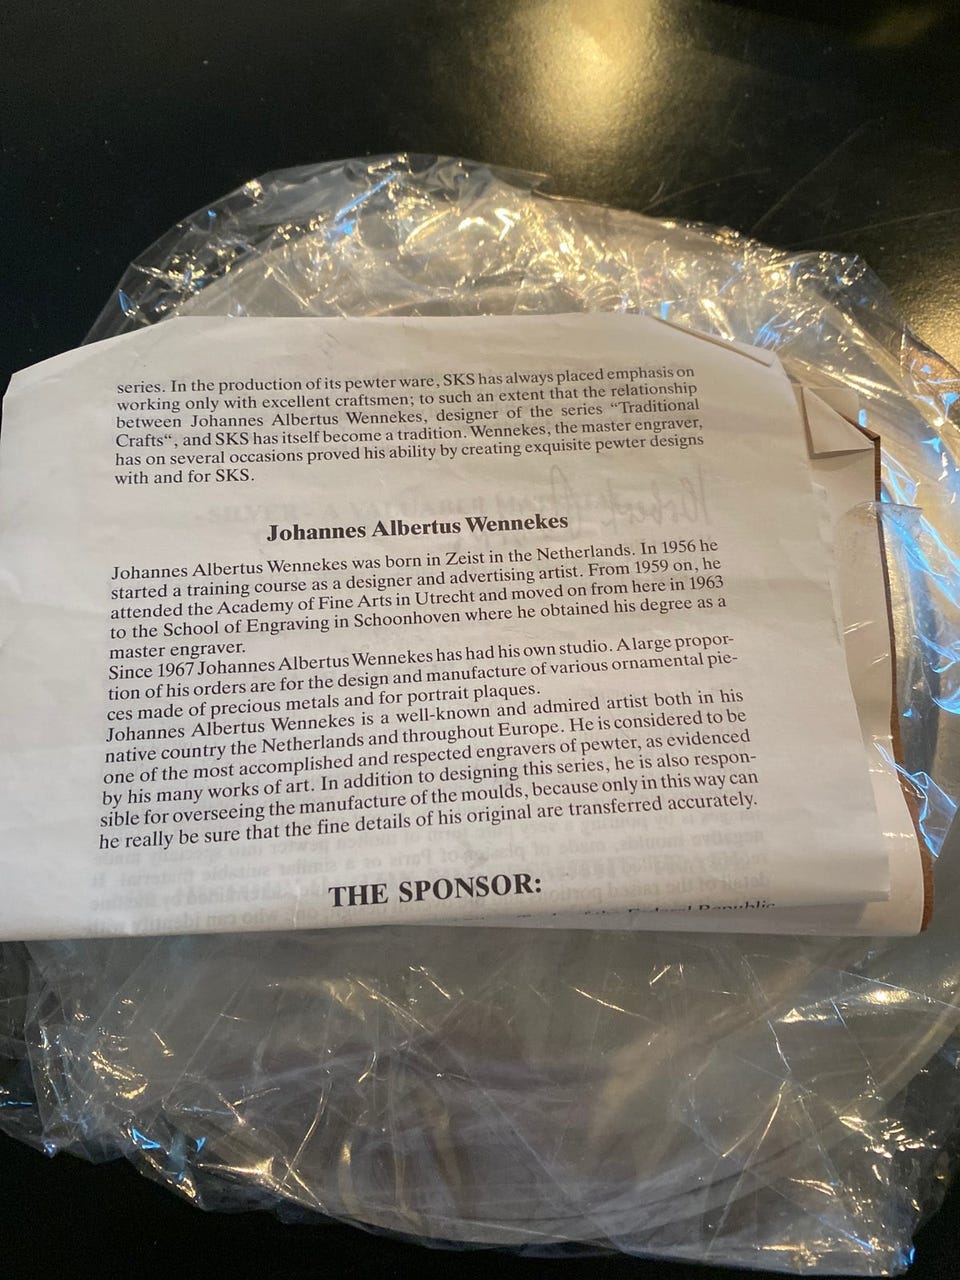 series. In the production of its pewter ware, SKS has always placed emphasis on
working only with excellent craftsmen; to such an extent that the relationship
between Johannes Albertus Wennekes, designer of the series “Traditional
Crafts“, and SKS has itself become a tradition. Wennekes, the master engraver,
has on several occasions proved his ability by creating exquisite pewter designs
with and for SKS.
Johannes Albertus Wennekes
Johannes Albertus Wennekes was born in Zeist in the Netherlands. In 1956 he
started a training course as a designer and advertising artist. From 1959 on, he
attended the Academy of Fine Arts in Utrecht and moved on from here in 1963
to the School of Engraving in Schoonhoven where he obtained his degree as a
master engraver.
Since 1967 Johannes Albertus Wennekes has had his own studio. A large propor-
tion of his orders are for the design and manufacture of various ornamental pie-
ces made of precious metals and for portrait plaques.
Johannes Albertus Wennekes is a well-known and admired artist both in his
native country the Netherlands and throughout Europe. He is considered to be
one of the most accomplished and respected engravers of pewter, as evidenced
by his many works of art. In addition to designing this series, he is also respon-
sible for overseeing the manufacture of the moulds, because only in this way can
he really be sure that the fine details of his original are transferred accurately.
THE SPONSOR: